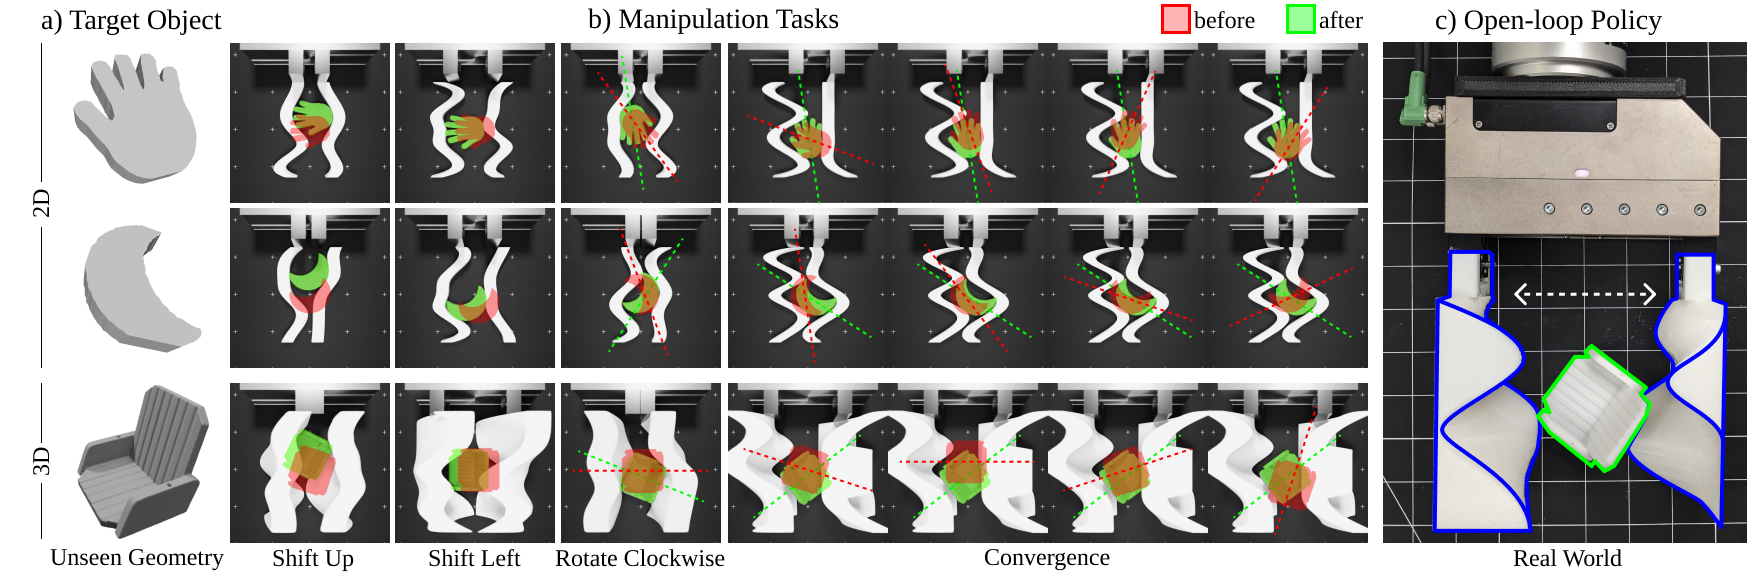 a) Target Object
b) Manipulation Tasks
before
after
c) Open-loop Policy
2D
3D
Unseen Geometry
Shift Up
Shift Left
Rotate Clockwise
Convergence
Real World